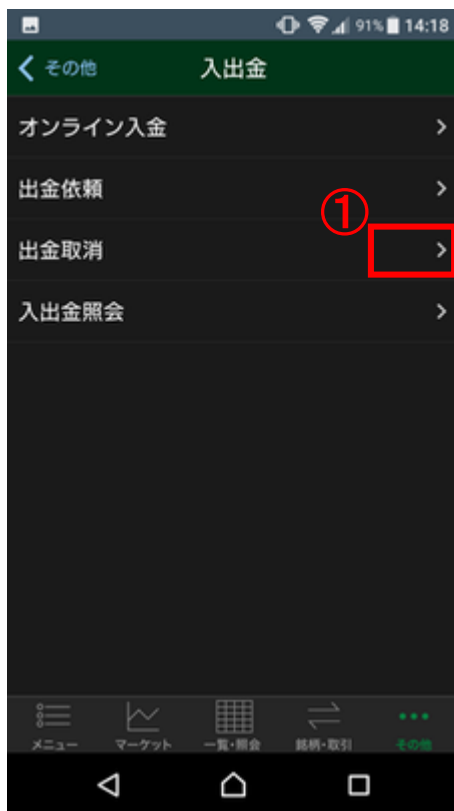 91% 14:18
その他 入出金
オンライン入金
出金依頼
①
出金取消
入出金照会
メニュー マーケット 一覧・照会 銘柄・取引 その他